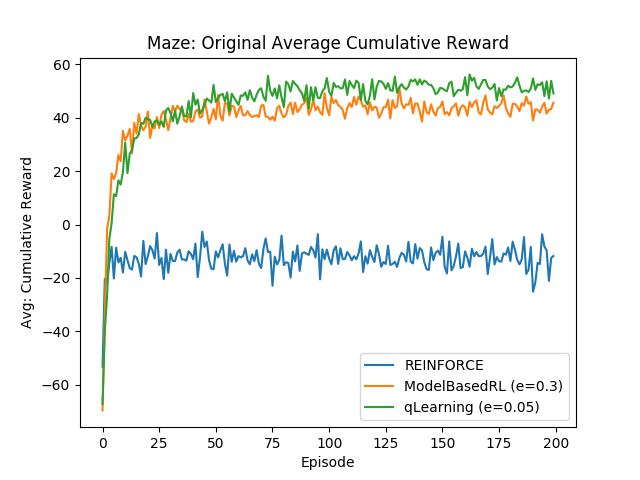 Maze: Original Average Cumulative Reward
Avg: Cumulative Reward
60
40
20
0
−20
−40
−60
0
25
50
75
100
125
150
175
200
Episode
REINFORCE
ModelBasedRL (e=0.3)
qLearning (e=0.05)